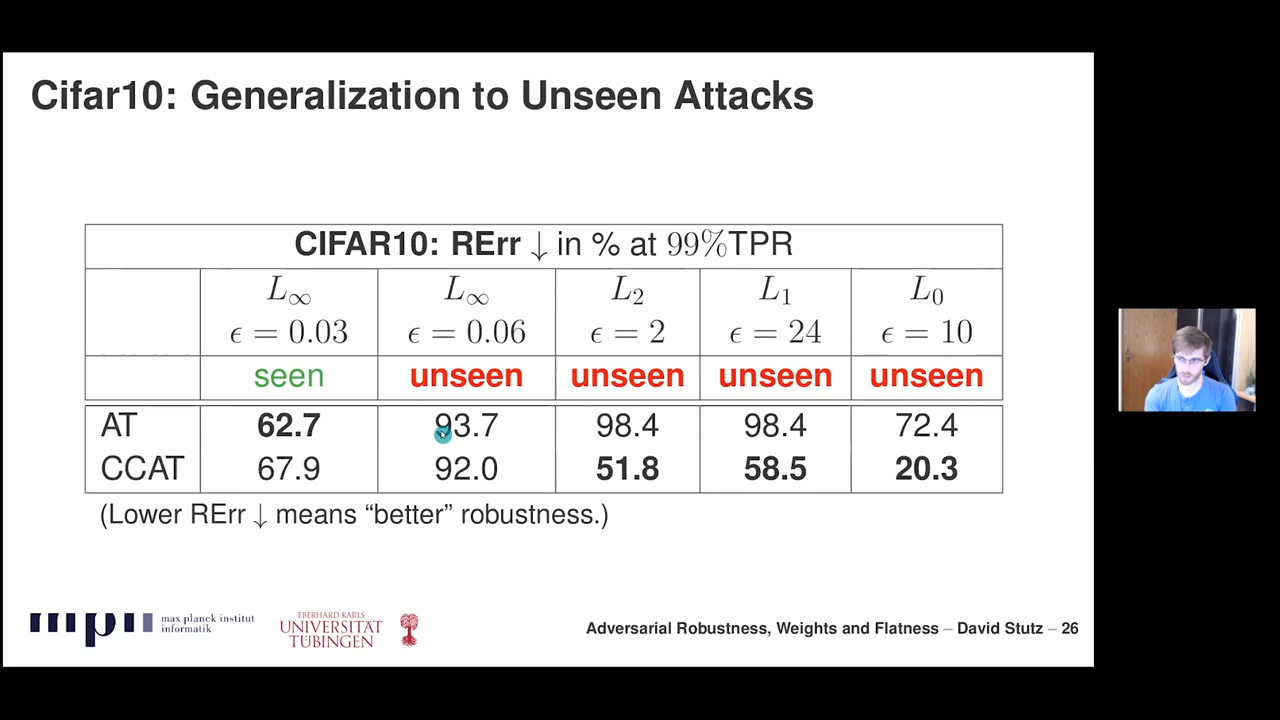 Cifar10: Generalization to Unseen Attacks
CIFAR10: RErr ↓ in % at 99%TPR
L∞ L∞ L2 L1 L0
ϵ = 0.03 ϵ = 0.06 ϵ = 2 ϵ = 24 ϵ = 10
seen unseen unseen unseen unseen
AT 62.7 93.7 98.4 98.4 72.4
CCAT 67.9 92.0 51.8 58.5 20.3
(Lower RErr ↓ means “better” robustness.)
max planck institut
informatik
EBERHARD KARLS
UNIVERSITÄT
TÜBINGEN
Adversarial Robustness, Weights and Flatness – David Stutz – 26